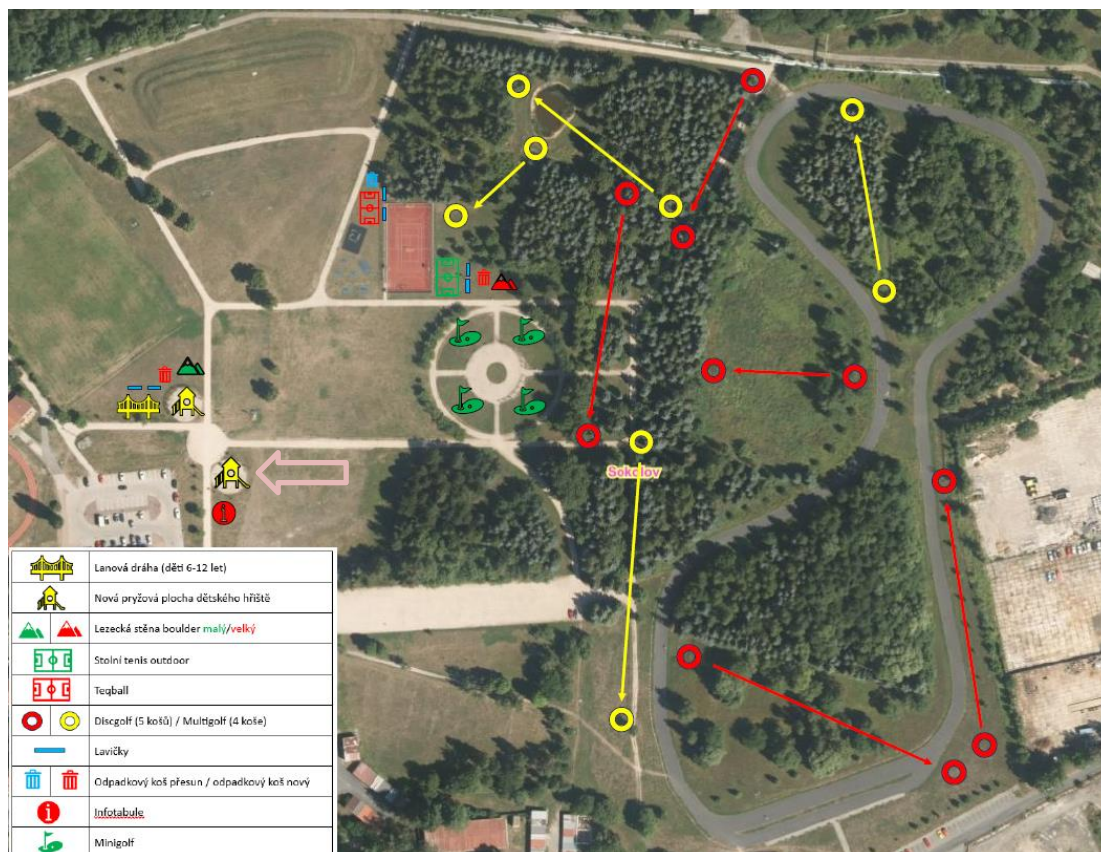 Sokolov
Lanová dráha (děti 6-12 let)
Nová pryžová plocha dětského hřiště
Lezecká stěna boulder malý/velký
Stolní tenis outdoor
Teqball
Discgolf (5 košů) / Multigolf (4 koše)
Lavičky
Odpadkový koš přesun / odpadkový koš nový
Infotabule
Minigolf